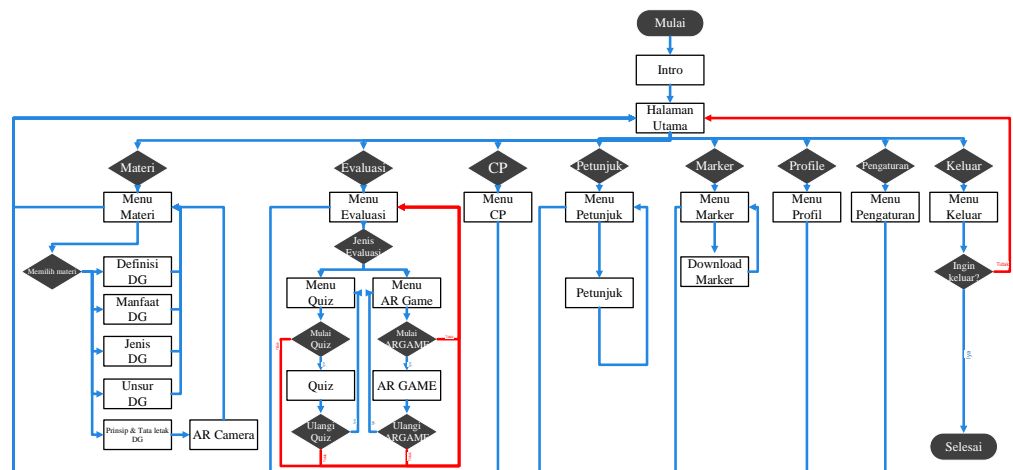 Mulai
Intro
Halaman
Utama
Materi
Evaluasi
CP
Petunjuk
Marker
Profile
Pengaturan
Keluar
Menu
Materi
Menu
Evaluasi
Menu
CP
Menu
Petunjuk
Menu
Marker
Menu
Profil
Menu
Pengaturan
Menu
Keluar
Jenis
Evaluasi
Memilih materi
Definisi
DG
Manfaat
DG
Jenis
DG
Unsur
DG
Prinsip & Tata letak
DG
AR Camera
Menu
Quiz
Menu
AR Game
Mulai
Quiz
Mulai
ARGAME
Quiz
AR GAME
Ulangi
Quiz
Ulangi
ARGAME
Petunjuk
Download
Marker
Ingin
keluar?
Selesai